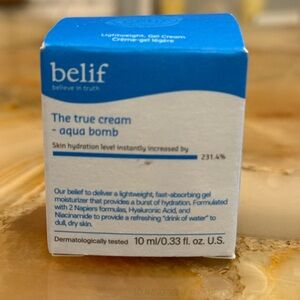 Lightweight, Gel Cream
Crème-gel légère
belif
believe in truth
The true cream
- aqua bomb
Skin hydration level instantly increased by
231.4%
Our belief to deliver a lightweight, fast-absorbing gel
moisturizer that provides a burst of hydration. Formulated
with 2 Napiers formulas, Hyaluronic Acid, and
Niacinamide to provide a refreshing "drink of water" to
dull, dry skin.
Dermatologically tested 10 ml/0.33 fl. oz. U.S.